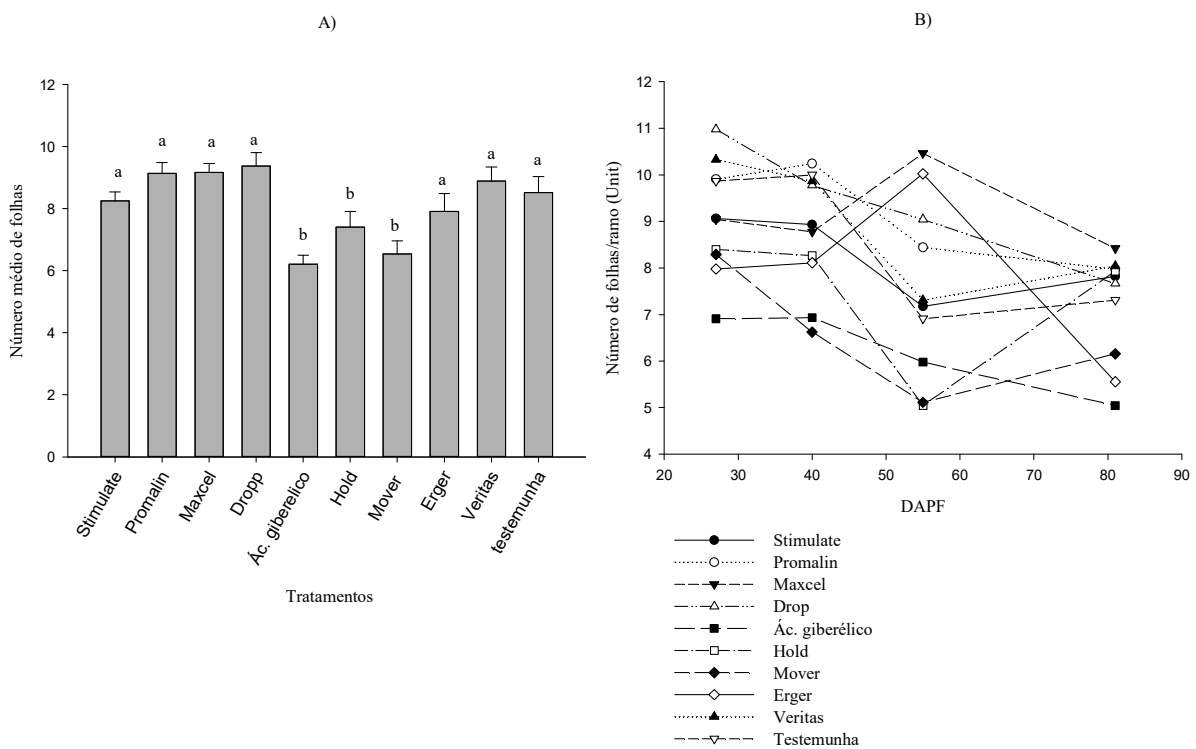 A)
Número médio de folhas
12
10
8
6
4
2
0
a
a
a
a
b
b
b
a
a
a
Stimulate
Promalin
Maxcel
Dropp
Ác. giberelico
Hold
Mover
Erger
Veritas
testemunha
Tratamentos
B)
Número de folhas/ramo (Unit)
12
11
10
9
8
7
6
5
4
20
30
40
50
60
70
80
90
DAPF
Stimulate
Promalin
Maxcel
Drop
Ác. giberélico
Hold
Mover
Erger
Veritas
Testemunha